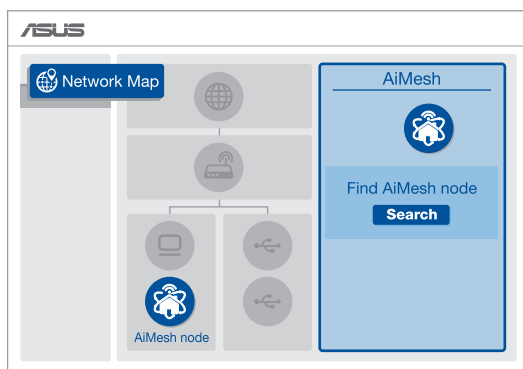 ASUS
Network Map
AiMesh node
AiMesh
Find AiMesh node
Search